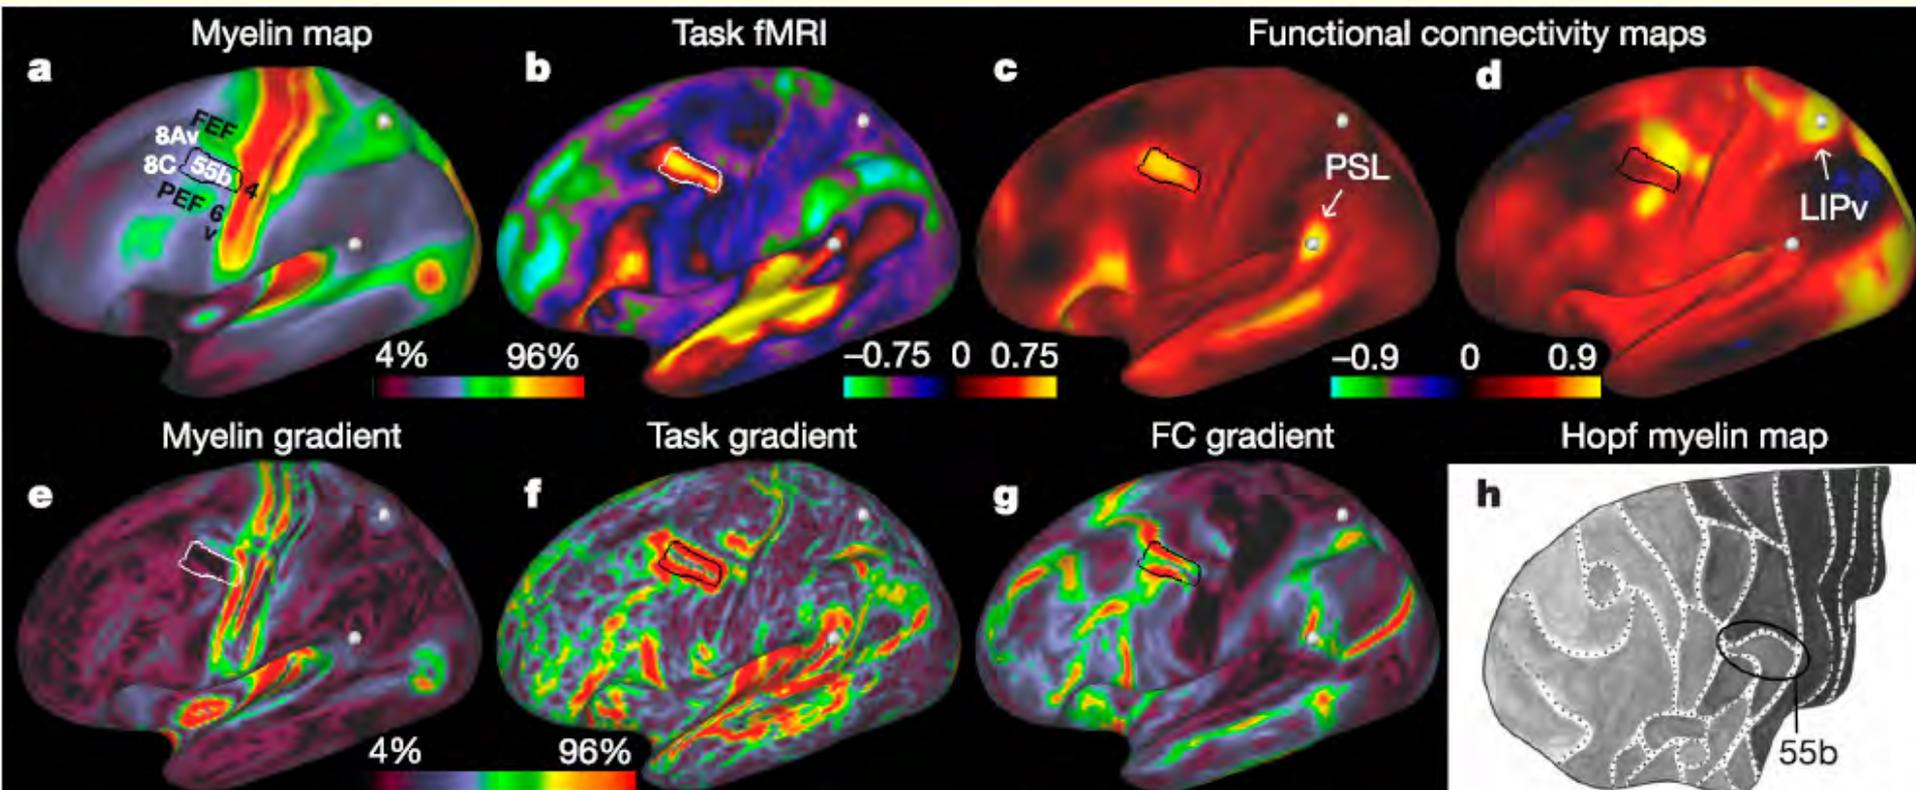 Myelin map
Task fMRI
Functional connectivity maps
a
b
c
d
FEF
8Av
8C
55b
4
PEF
6
v
PSL
LIPv
4% 96%
–0.75 0 0.75
–0.9 0 0.9
Myelin gradient
Task gradient
FC gradient
Hopf myelin map
e
f
g
h
4% 96%
55b